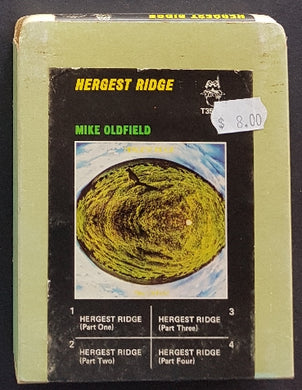 HERGEST RIDGE
HERGEST RIDGE
$ 8.00
MIKE OLDFIELD
1 HERGEST RIDGE (Part One)
HERGEST RIDGE (Part Three) 3
2 HERGEST RIDGE (Part Two)
HERGEST RIDGE (Part Four) 4